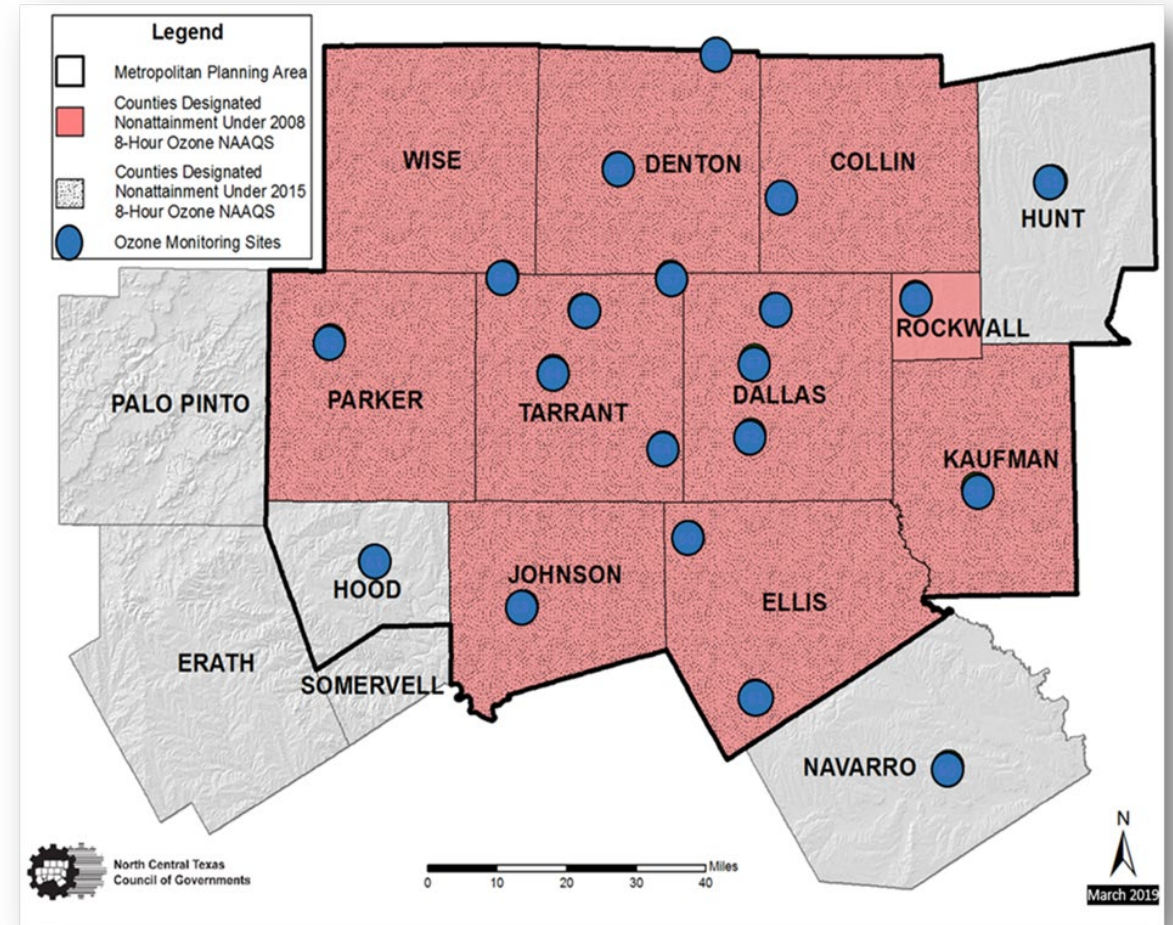 Legend
Metropolitan Planning Area
Counties Designated
Nonattainment Under 2008
8-Hour Ozone NAAQS
Counties Designated
Nonattainment Under 2015
8-Hour Ozone NAAQS
Ozone Monitoring Sites
WISE
DENTON
COLLIN
HUNT
ROCKWALL
PALO PINTO
PARKER
TARRANT
DALLAS
KAUFMAN
HOOD
JOHNSON
ELLIS
ERATH
SOMERVELL
NAVARRO
North Central Texas
Council of Governments
Miles
0 10 20 30 40
N
March 2019